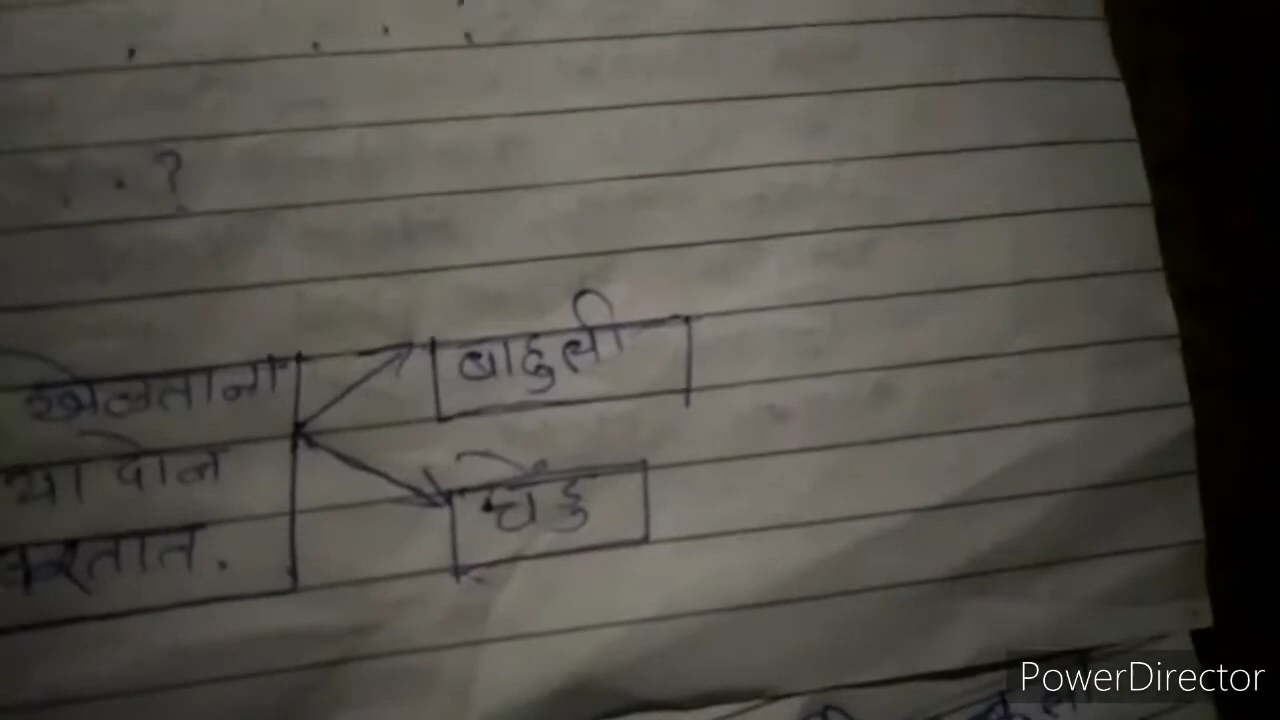 ?
खेळताना
या दोन
करतात.
बाहुली
चेंडु
PowerDirector